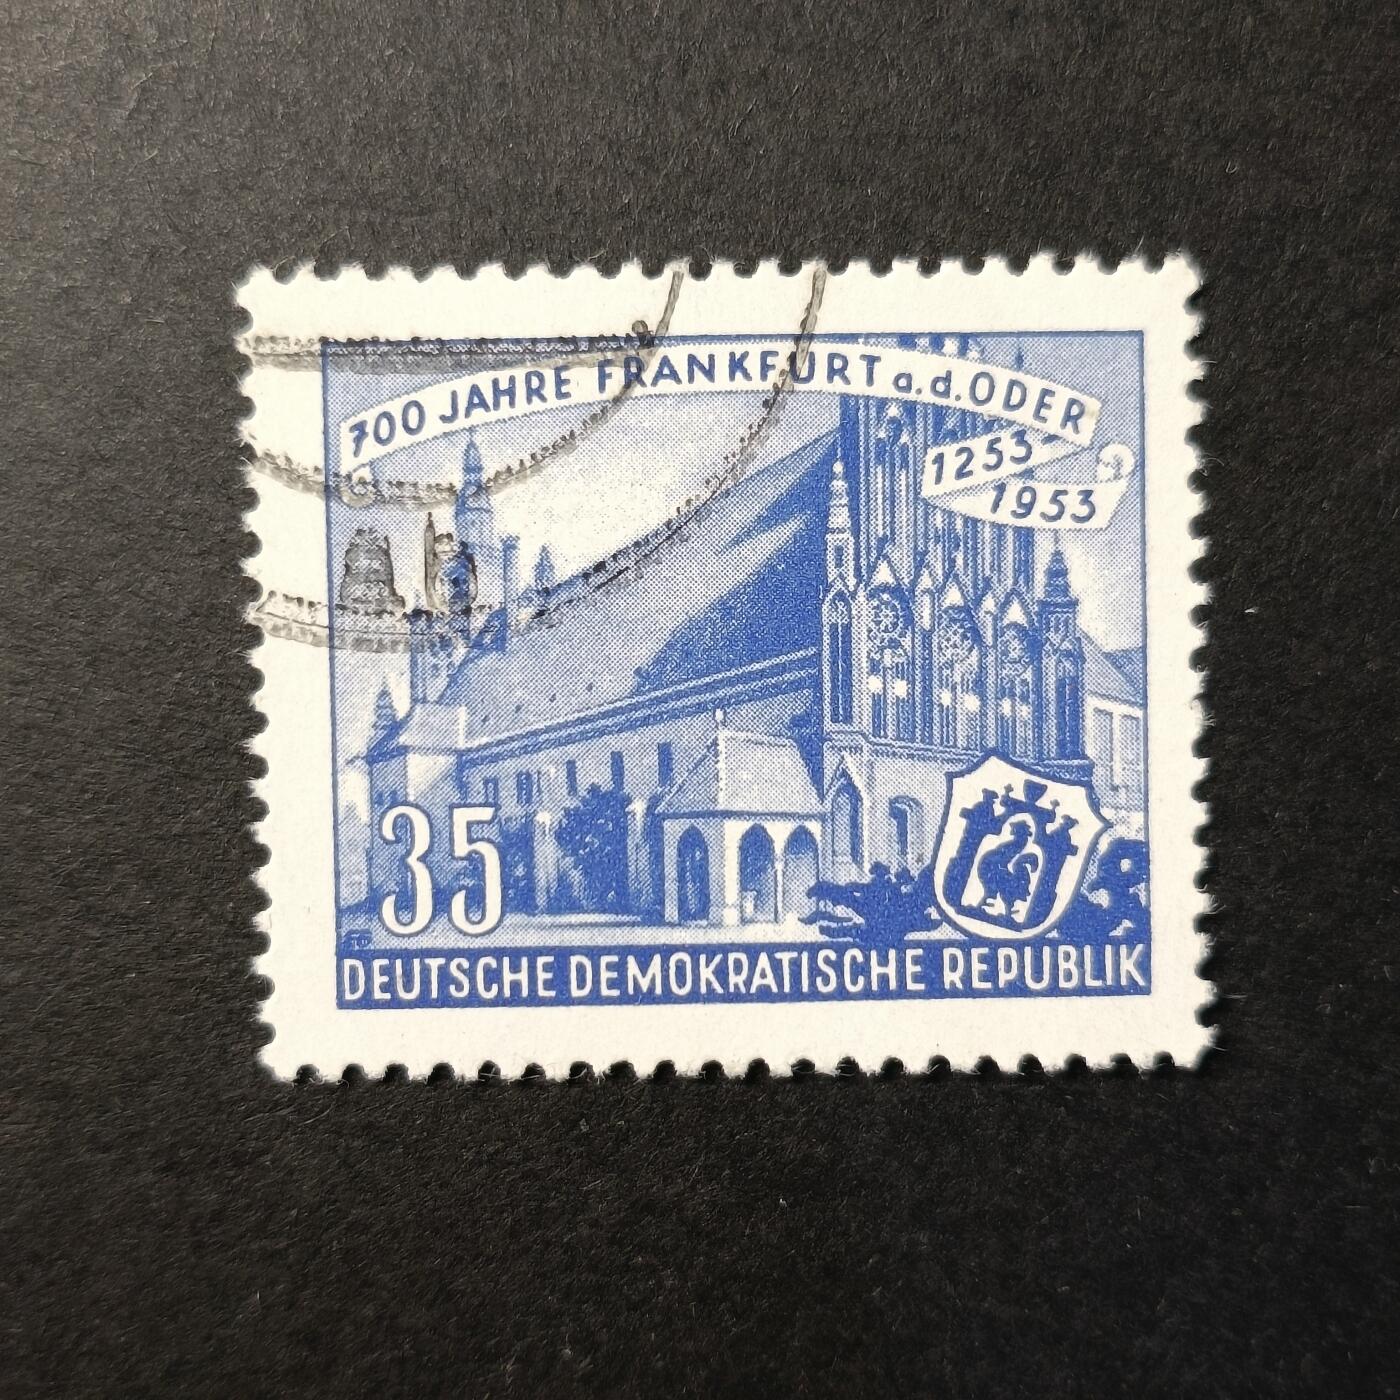 700 JAHRE FRANKFURT a.d. ODER
1253
1953
35
DEUTSCHE DEMOKRATISCHE REPUBLIK